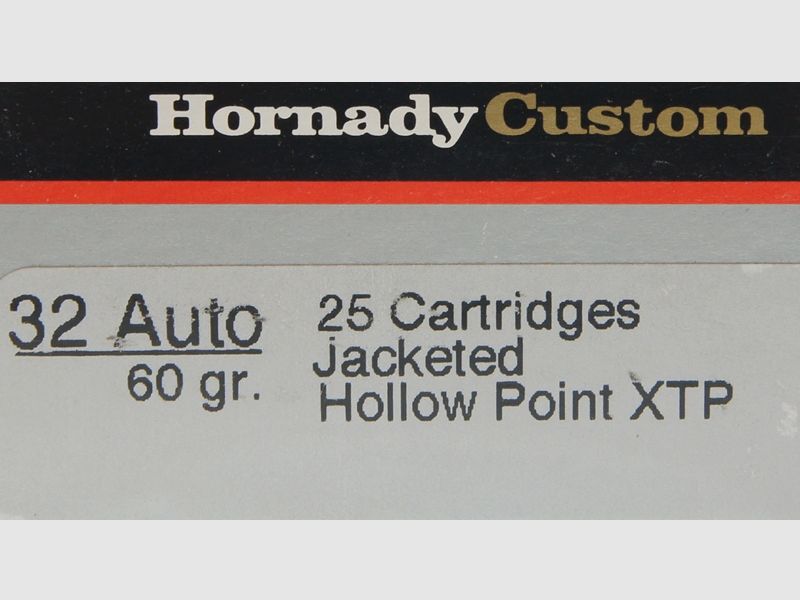 Hornady Custom
32 Auto
60 gr.
25 Cartridges
Jacketed
Hollow Point XTP